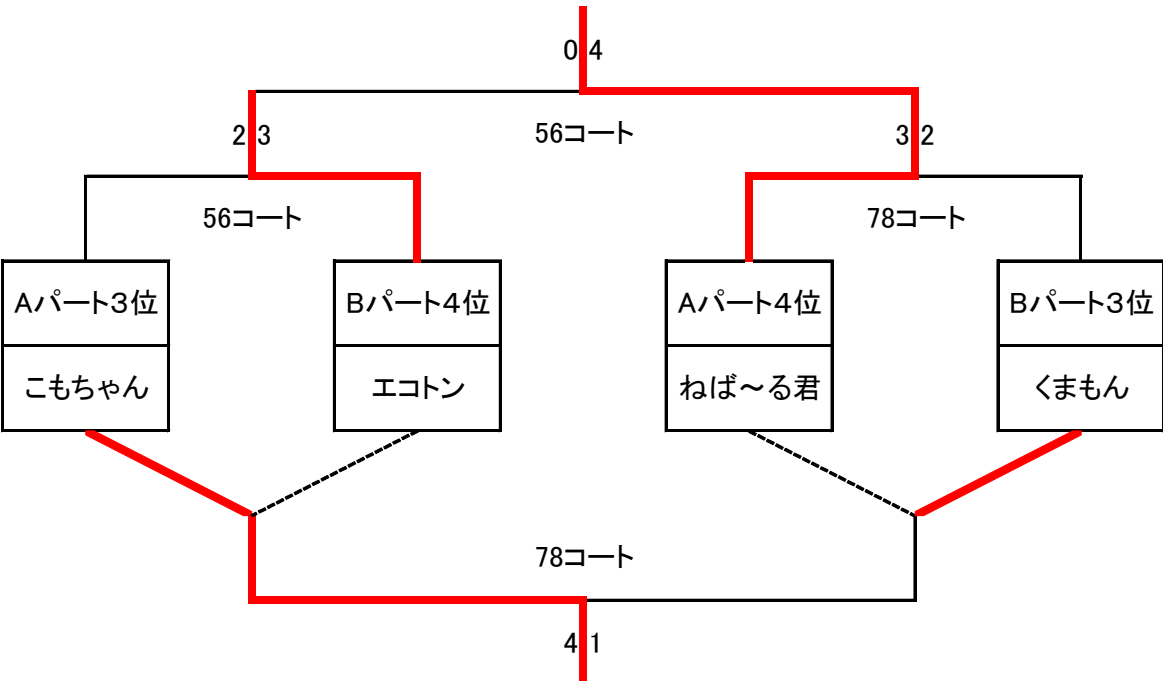 0 4
2 3
56コート
3 2
56コート
78コート
Aパート3位
Bパート4位
Aパート4位
Bパート3位
こもちゃん
エコトン
ねば～る君
くまもん
78コート
4 1